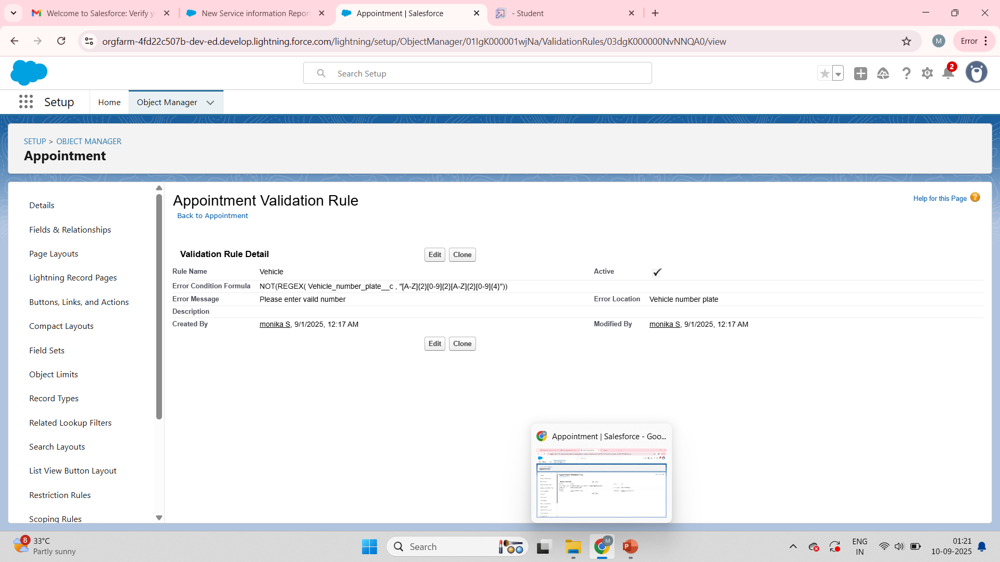 Welcome to Salesforce: Verify y
New Service information Repor
Appointment | Salesforce
- Student
orgfarm-4fd22c507b-dev-ed.develop.lightning.force.com/lightning/setup/ObjectManager/01IgK000001wjNa/ValidationRules/03dgK000000NvNNQA0/view
M
Error
Search Setup
2
Setup
Home
Object Manager
SETUP > OBJECT MANAGER
Appointment
Details
Fields & Relationships
Page Layouts
Lightning Record Pages
Buttons, Links, and Actions
Compact Layouts
Field Sets
Object Limits
Record Types
Related Lookup Filters
Search Layouts
List View Button Layout
Restriction Rules
Scoping Rules
Appointment Validation Rule
Help for this Page ?
Back to Appointment
Validation Rule Detail
Edit Clone
Rule Name Vehicle Active
Error Condition Formula NOT(REGEX( Vehicle_number_plate__c , "[A-Z]{2}[0-9]{2}[A-Z]{2}[0-9]{4}"))
Error Message Please enter vaild number Error Location Vehicle number plate
Description
Created By monika S, 9/1/2025, 12:17 AM Modified By monika S, 9/1/2025, 12:17 AM
Edit Clone
Appointment | Salesforce - Goo...
8
33°C
Partly sunny
Search
M
P
ENG
IN
01:21
10-09-2025